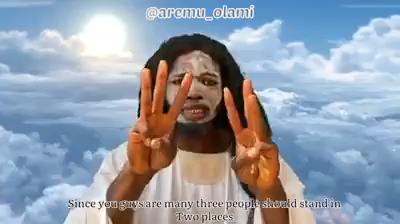 @aremu_olami
Since you guys are many three people should stand in
Two places